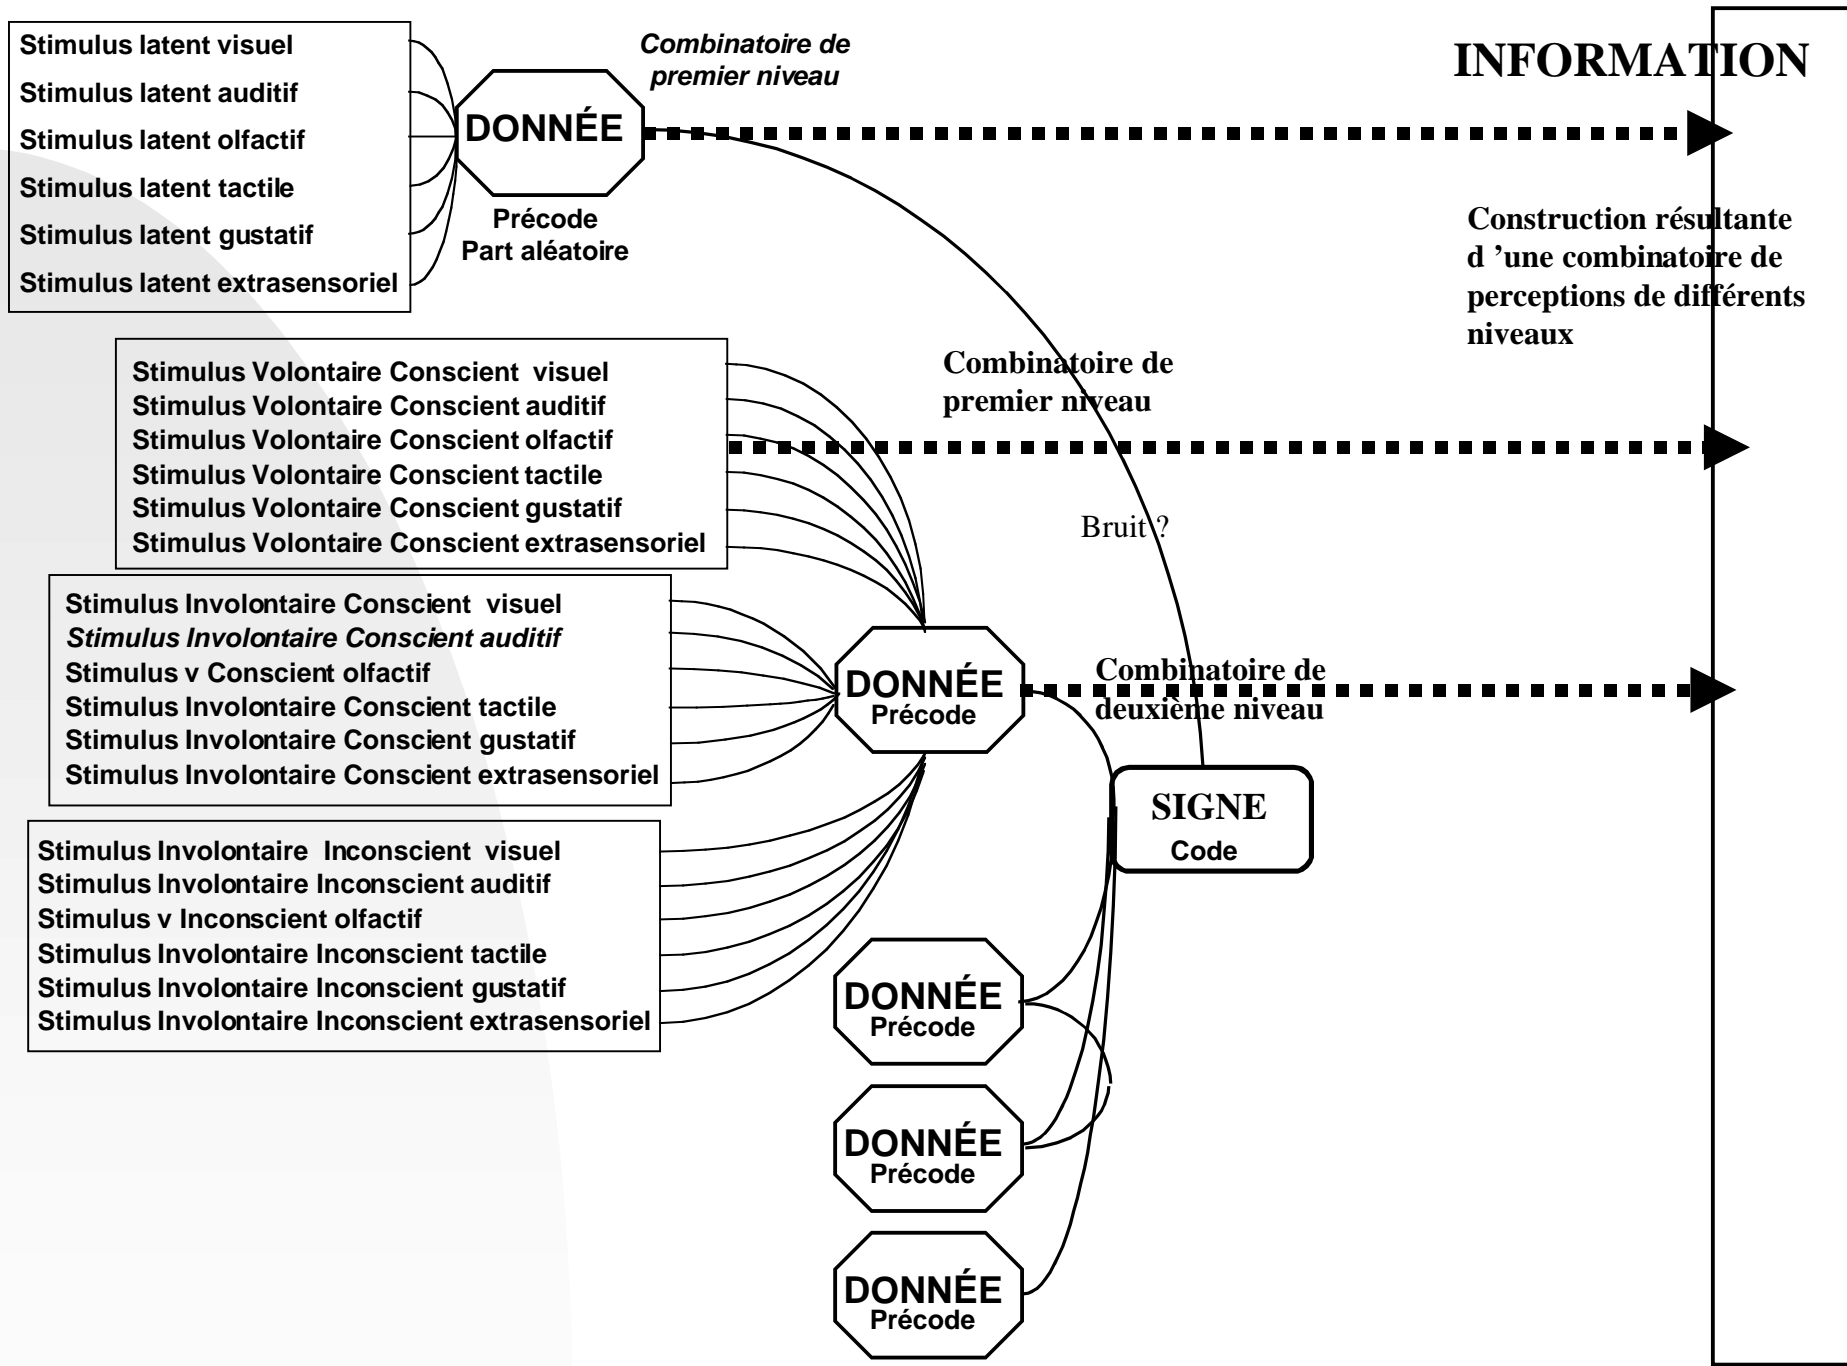 Stimulus latent visuel
Stimulus latent auditif
Stimulus latent olfactif
Stimulus latent tactile
Stimulus latent gustatif
Stimulus latent extrasensoriel
DONNÉE
Précode
Part aléatoire
Combinatoire de
premier niveau
INFORMATION
Construction résultante
d ’une combinatoire de
perceptions de différents
niveaux
Stimulus Volontaire Conscient visuel
Stimulus Volontaire Conscient auditif
Stimulus Volontaire Conscient olfactif
Stimulus Volontaire Conscient tactile
Stimulus Volontaire Conscient gustatif
Stimulus Volontaire Conscient extrasensoriel
Combinatoire de
premier niveau
Bruit ?
Stimulus Involontaire Conscient visuel
Stimulus Involontaire Conscient auditif
Stimulus v Conscient olfactif
Stimulus Involontaire Conscient tactile
Stimulus Involontaire Conscient gustatif
Stimulus Involontaire Conscient extrasensoriel
DONNÉE
Précode
Combinatoire de
deuxième niveau
SIGNE
Code
Stimulus Involontaire Inconscient visuel
Stimulus Involontaire Inconscient auditif
Stimulus v Inconscient olfactif
Stimulus Involontaire Inconscient tactile
Stimulus Involontaire Inconscient gustatif
Stimulus Involontaire Inconscient extrasensoriel
DONNÉE
Précode
DONNÉE
Précode
DONNÉE
Précode